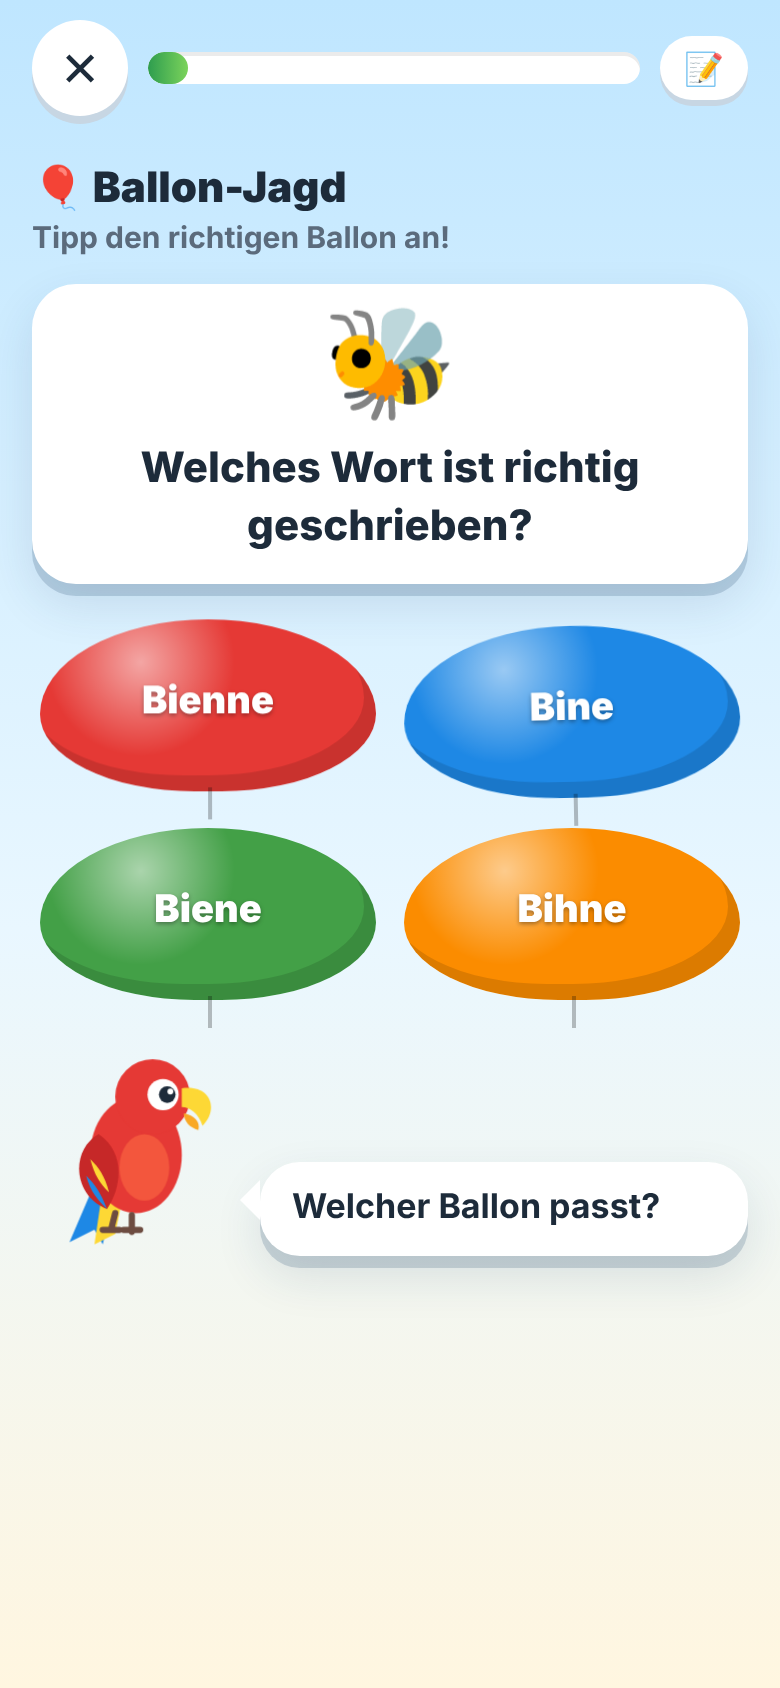 Ballon-Jagd
Tipp den richtigen Ballon an!
Welches Wort ist richtig
geschrieben?
Bienne
Bine
Biene
Bihne
Welcher Ballon passt?